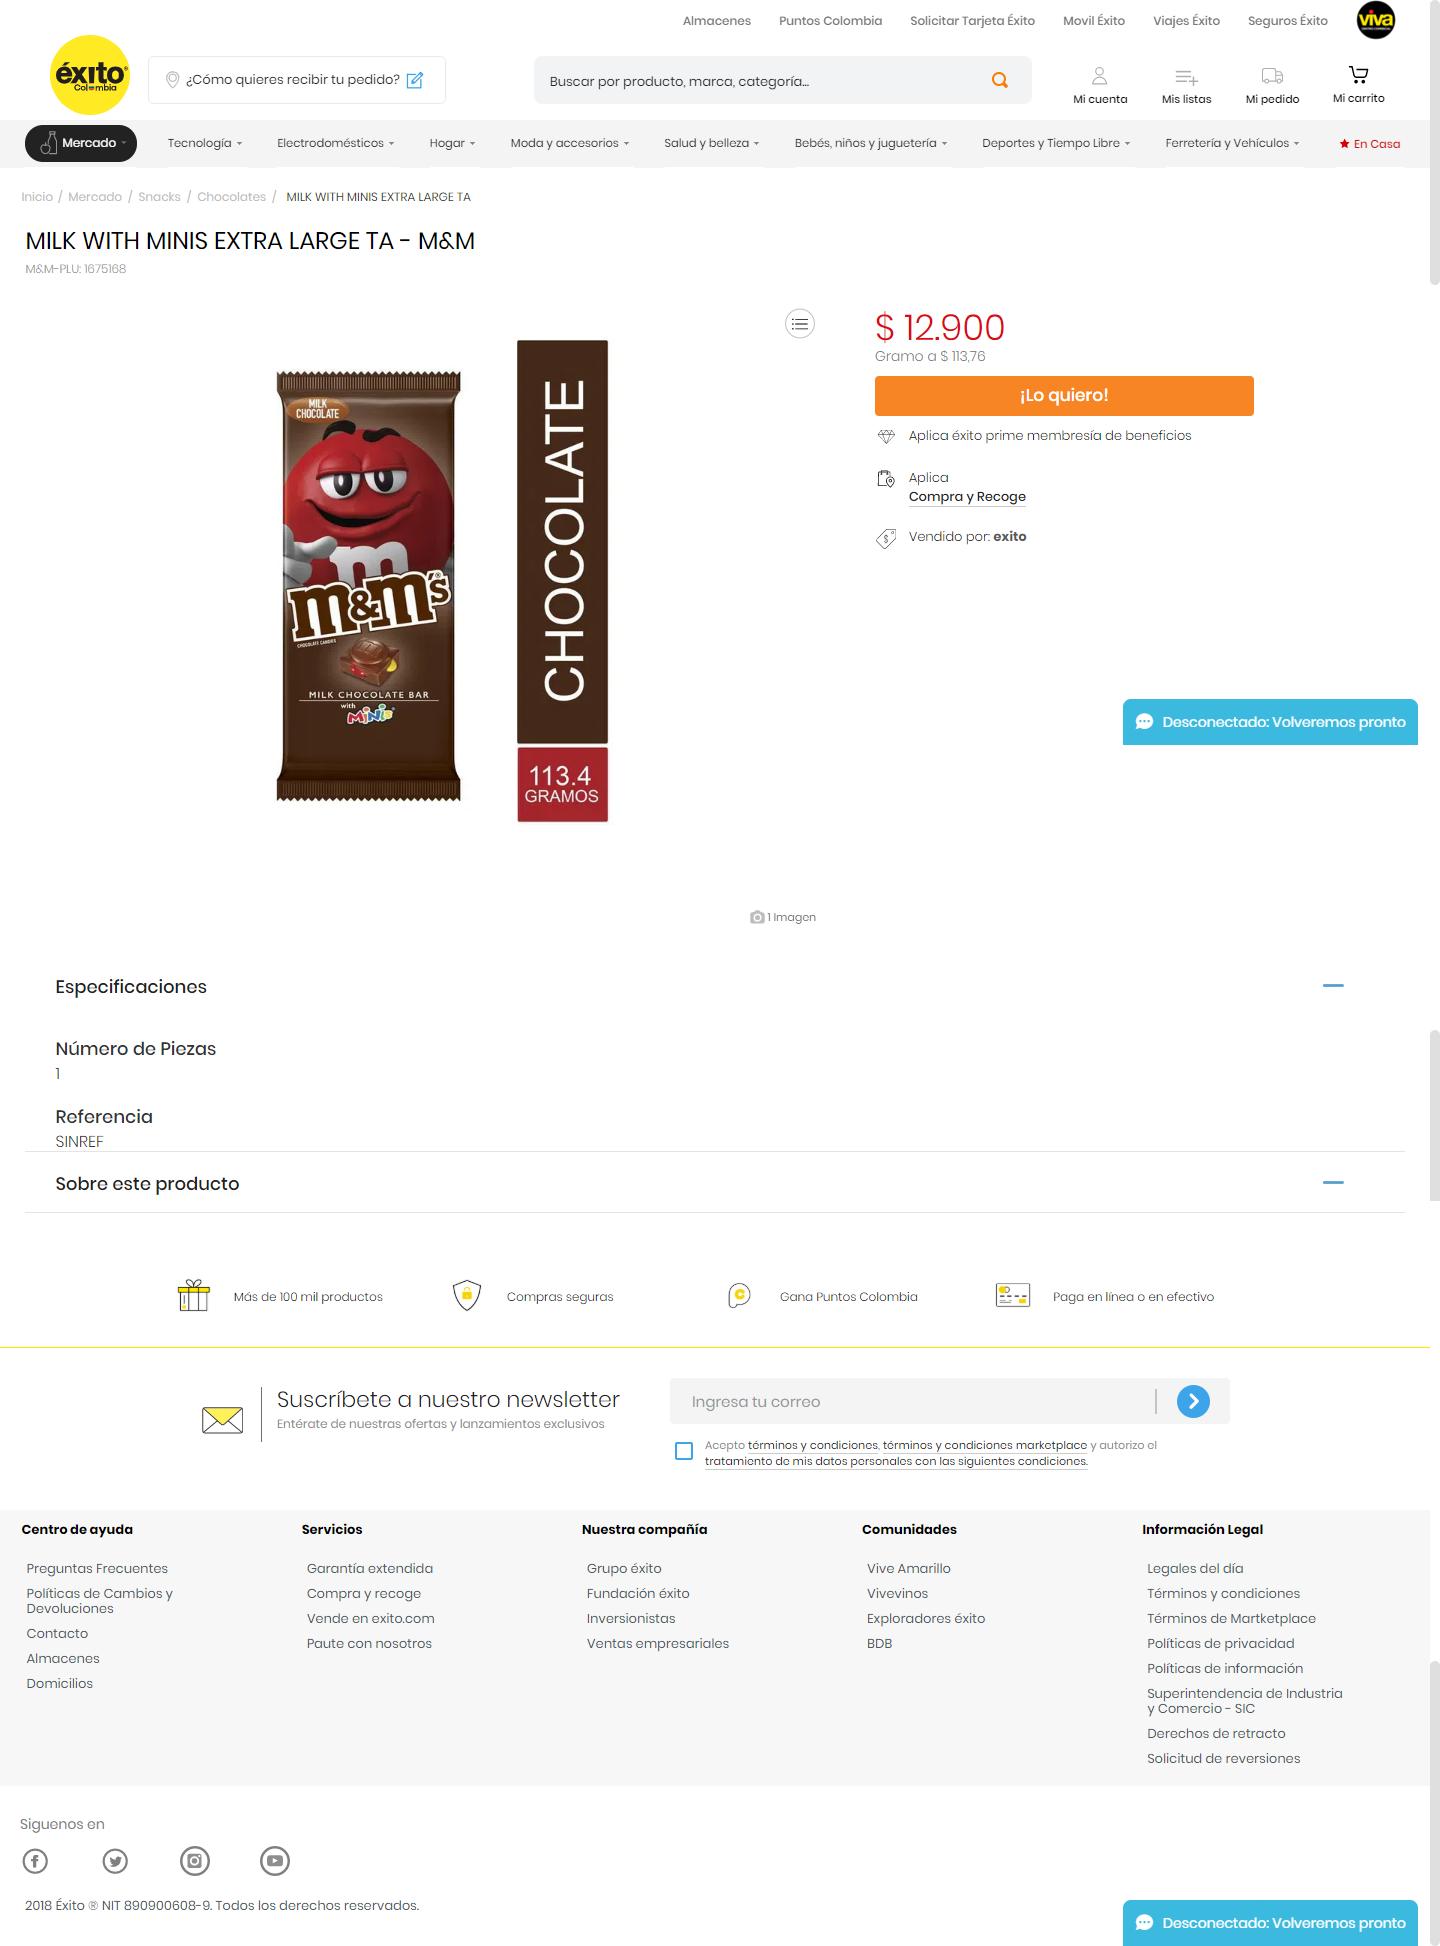 Almacenes
Puntos Colombia
Solicitar Tarjeta Éxito
Movil Éxito
Viajes Éxito
Seguros Éxito
viva
éxito
Colombia
¿Cómo quieres recibir tu pedido?
Buscar por producto, marca, categoría...
Mi cuenta
Mis listas
Mi pedido
Mi carrito
Mercado
Tecnología
Electrodomésticos
Hogar
Moda y accesorios
Salud y belleza
Bebés, niños y juguetería
Deportes y Tiempo Libre
Ferretería y Vehículos
En Casa
Inicio / Mercado / Snacks / Chocolates / MILK WITH MINIS EXTRA LARGE TA
MILK WITH MINIS EXTRA LARGE TA - M&M
M&M-PLU: 1675168
MILK
CHOCOLATE
m
m&m's
CHOCOLATE CANDIES
MILK CHOCOLATE BAR
with
Minis
CHOCOLATE
113.4
GRAMOS
$ 12.900
Gramo a $ 113,76
¡Lo quiero!
Aplica éxito prime membresía de beneficios
Aplica
Compra y Recoge
Vendido por: exito
Desconectado: Volveremos pronto
1 Imagen
Especificaciones
Número de Piezas
1
Referencia
SINREF
Sobre este producto
Más de 100 mil productos
Compras seguras
Gana Puntos Colombia
Paga en línea o en efectivo
Suscríbete a nuestro newsletter
Entérate de nuestras ofertas y lanzamientos exclusivos
Ingresa tu correo
Acepto términos y condiciones, términos y condiciones marketplace y autorizo el
tratamiento de mis datos personales con las siguientes condiciones.
Centro de ayuda
Preguntas Frecuentes
Políticas de Cambios y
Devoluciones
Contacto
Almacenes
Domicilios
Servicios
Garantía extendida
Compra y recoge
Vende en exito.com
Paute con nosotros
Nuestra compañía
Grupo éxito
Fundación éxito
Inversionistas
Ventas empresariales
Comunidades
Vive Amarillo
Vivevinos
Exploradores éxito
BDB
Información Legal
Legales del día
Términos y condiciones
Términos de Martketplace
Políticas de privacidad
Políticas de información
Superintendencia de Industria
y Comercio - SIC
Derechos de retracto
Solicitud de reversiones
Siguenos en
2018 Éxito ® NIT 890900608-9. Todos los derechos reservados.
Desconectado: Volveremos pronto